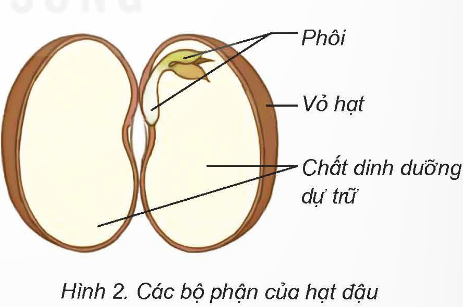 Phôi
Vỏ hạt
Chất dinh dưỡng
dự trữ
Hình 2. Các bộ phận của hạt đậu